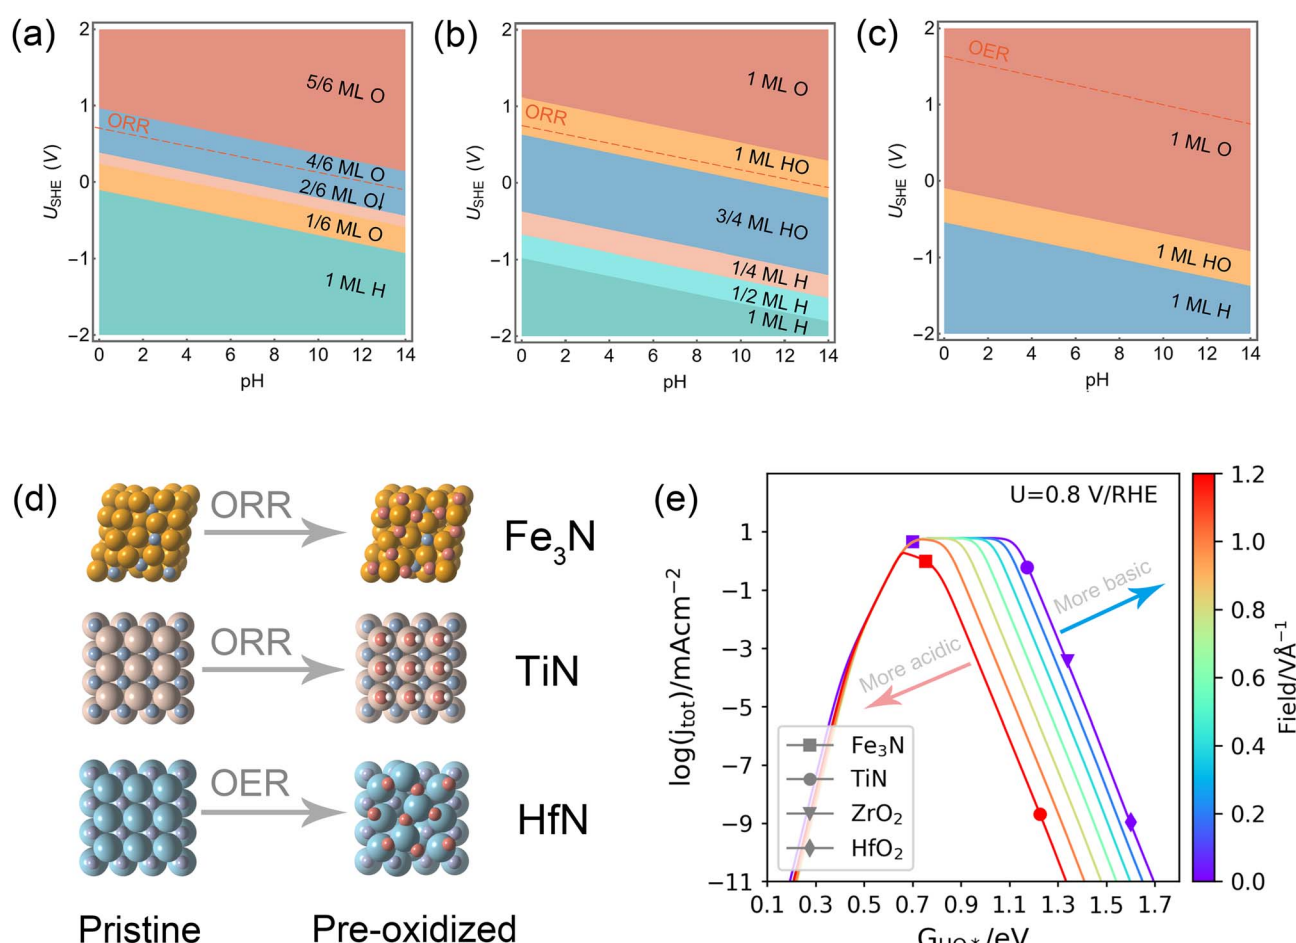 (a)
2
1
0
−1
−2
U_SHE (V)
5/6 ML O
ORR
4/6 ML O
2/6 ML O
1/6 ML O
1 ML H
0 2 4 6 8 10 12 14
pH
(b)
2
1
0
−1
−2
U_SHE (V)
1 ML O
ORR
1 ML HO
3/4 ML HO
1/4 ML H
1/2 ML H
1 ML H
0 2 4 6 8 10 12 14
pH
(c)
2
1
0
−1
−2
U_SHE (V)
OER
1 ML O
1 ML HO
1 ML H
0 2 4 6 8 10 12 14
pH
(d)
ORR
Fe₃N
ORR
TiN
OER
HfN
Pristine
Pre-oxidized
(e)
U=0.8 V/RHE
log(j_tot)/mAcm⁻²
1
−1
−3
−5
−7
−9
−11
More basic
More acidic
Fe₃N
TiN
ZrO₂
HfO₂
0.1 0.3 0.5 0.7 0.9 1.1 1.3 1.5 1.7
G_HO*/eV
1.2
1.0
0.8
0.6
0.4
0.2
0.0
Field/VÅ⁻¹